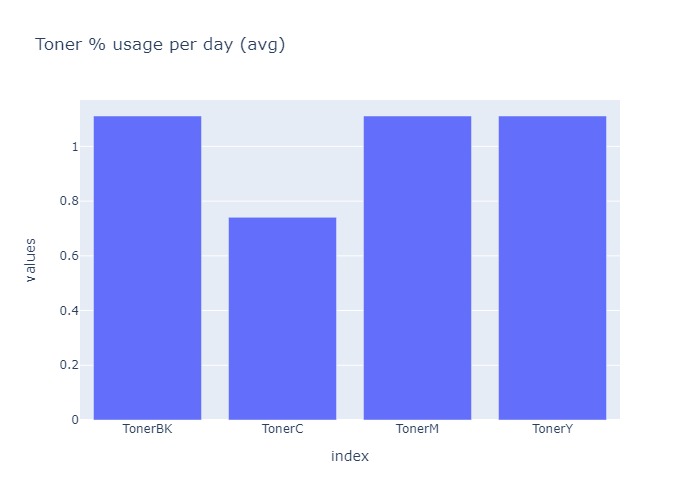 Toner % usage per day (avg)
1
0.8
0.6
0.4
0.2
0
values
TonerBK
TonerC
TonerM
TonerY
index